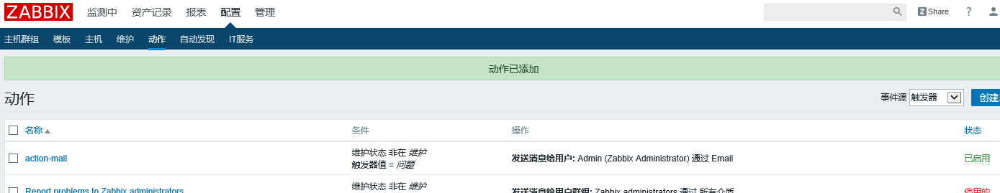 ZABBIX 监测中 资产记录 报表 配置 管理 Z Share ?
主机群组 模板 主机 维护 动作 自动发现 IT服务
动作已添加
动作 事件源 触发器 创建
名称 条件 操作 状态
action-mail 维护状态 非在 维护 发送消息给用户: Admin (Zabbix Administrator) 通过 Email 已启用
触发器值 = 问题
Report problems to Zabbix administrators 维护状态 非在 维护 发送消息给用户群组: Zabbix administrators 通过 所有介质 停用的